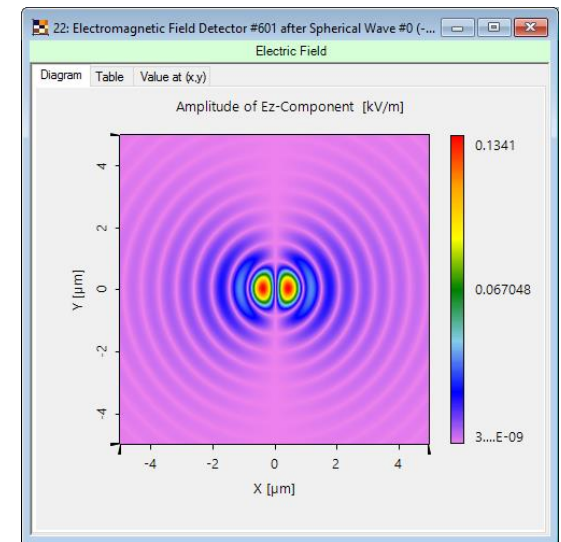 22: Electromagnetic Field Detector #601 after Spherical Wave #0 (-...
Electric Field
Diagram Table Value at (x,y)
Amplitude of Ez-Component [kV/m]
0.1341
0.067048
3....E-09
4
2
0
-2
-4
Y [µm]
-4 -2 0 2 4
X [µm]